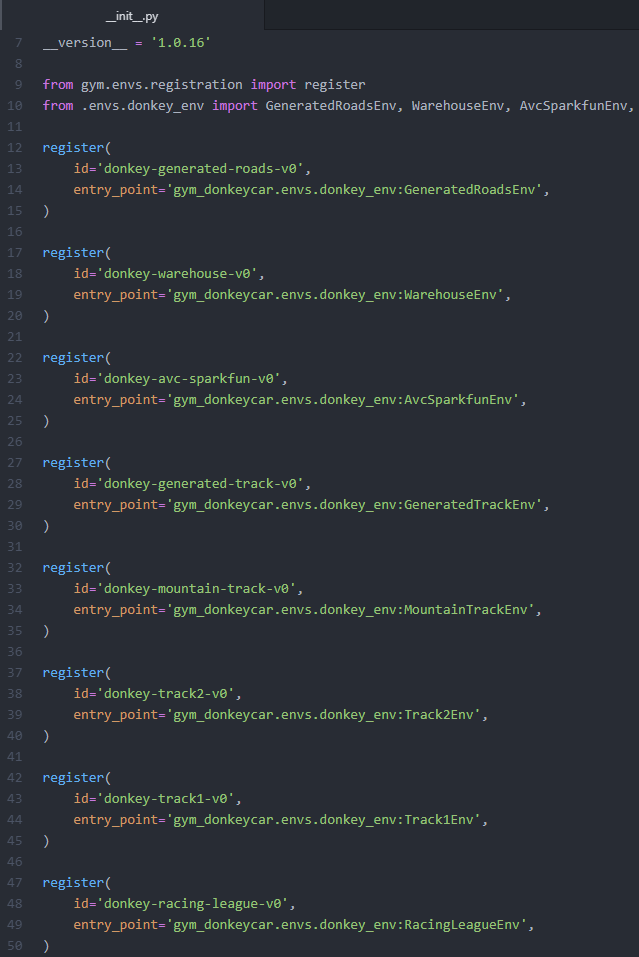 __init__.py
7 __version__ = '1.0.16'
8
9 from gym.envs.registration import register
10 from .envs.donkey_env import GeneratedRoadsEnv, WarehouseEnv, AvcSparkfunEnv,
11
12 register(
13     id='donkey-generated-roads-v0',
14     entry_point='gym_donkeycar.envs.donkey_env:GeneratedRoadsEnv',
15 )
16
17 register(
18     id='donkey-warehouse-v0',
19     entry_point='gym_donkeycar.envs.donkey_env:WarehouseEnv',
20 )
21
22 register(
23     id='donkey-avc-sparkfun-v0',
24     entry_point='gym_donkeycar.envs.donkey_env:AvcSparkfunEnv',
25 )
26
27 register(
28     id='donkey-generated-track-v0',
29     entry_point='gym_donkeycar.envs.donkey_env:GeneratedTrackEnv',
30 )
31
32 register(
33     id='donkey-mountain-track-v0',
34     entry_point='gym_donkeycar.envs.donkey_env:MountainTrackEnv',
35 )
36
37 register(
38     id='donkey-track2-v0',
39     entry_point='gym_donkeycar.envs.donkey_env:Track2Env',
40 )
41
42 register(
43     id='donkey-track1-v0',
44     entry_point='gym_donkeycar.envs.donkey_env:Track1Env',
45 )
46
47 register(
48     id='donkey-racing-league-v0',
49     entry_point='gym_donkeycar.envs.donkey_env:RacingLeagueEnv',
50 )